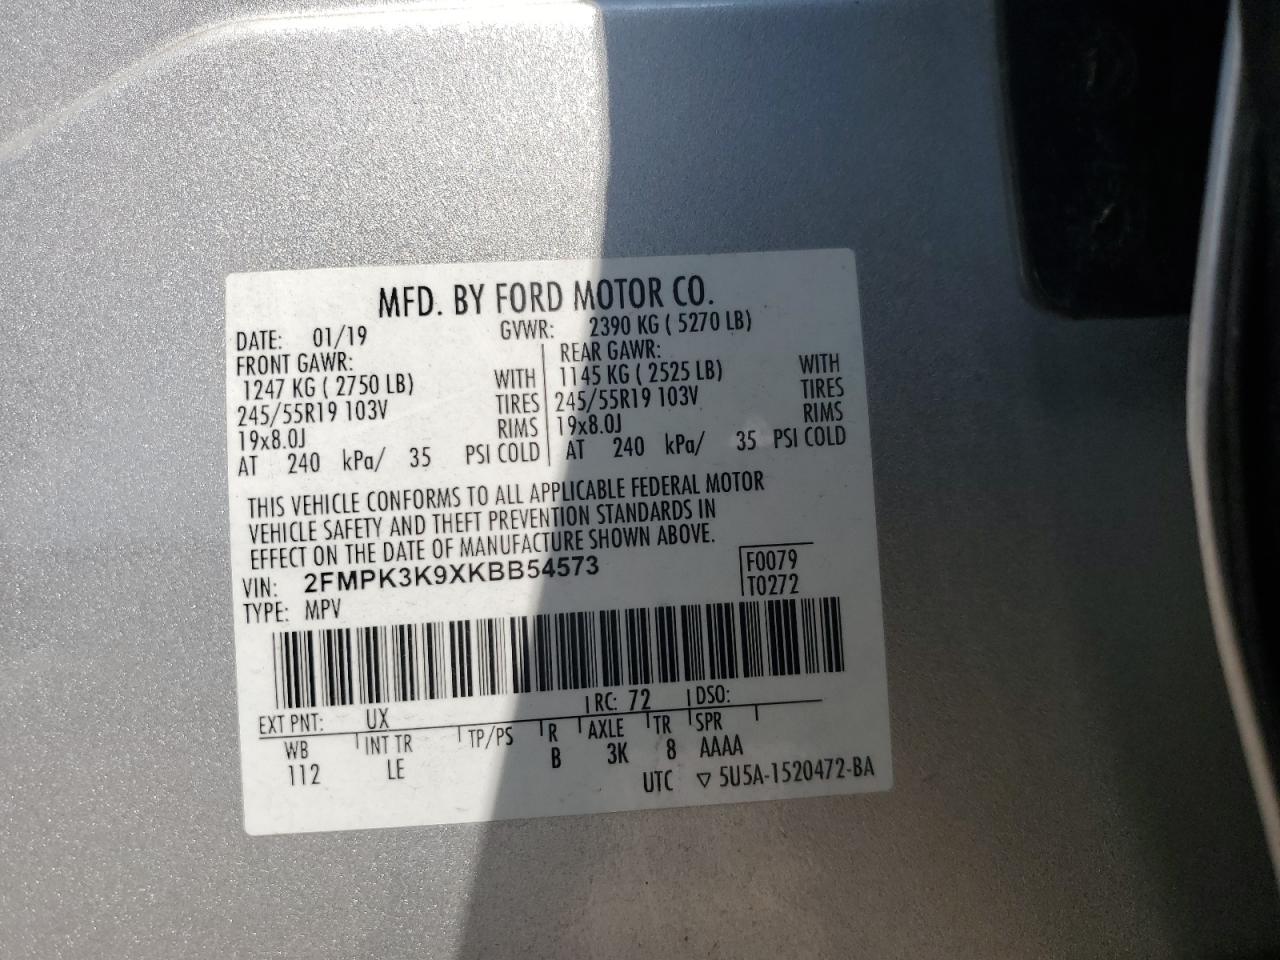 MFD. BY FORD MOTOR CO.
DATE: 01/19 GVWR: 2390 KG ( 5270 LB)
FRONT GAWR: REAR GAWR:
1247 KG ( 2750 LB) WITH 1145 KG ( 2525 LB) WITH
245/55R19 103V TIRES 245/55R19 103V TIRES
19x8.0J RIMS 19x8.0J RIMS
AT 240 kPa/ 35 PSI COLD AT 240 kPa/ 35 PSI COLD
THIS VEHICLE CONFORMS TO ALL APPLICABLE FEDERAL MOTOR
VEHICLE SAFETY AND THEFT PREVENTION STANDARDS IN
EFFECT ON THE DATE OF MANUFACTURE SHOWN ABOVE.
VIN: 2FMPK3K9XKBB54573 F0079
TYPE: MPV T0272
EXT PNT: UX RC: 72 DSO:
WB INT TR TP/PS R AXLE TR SPR
112 LE B 3K 8 AAAA
UTC ▽ 5U5A-1520472-BA